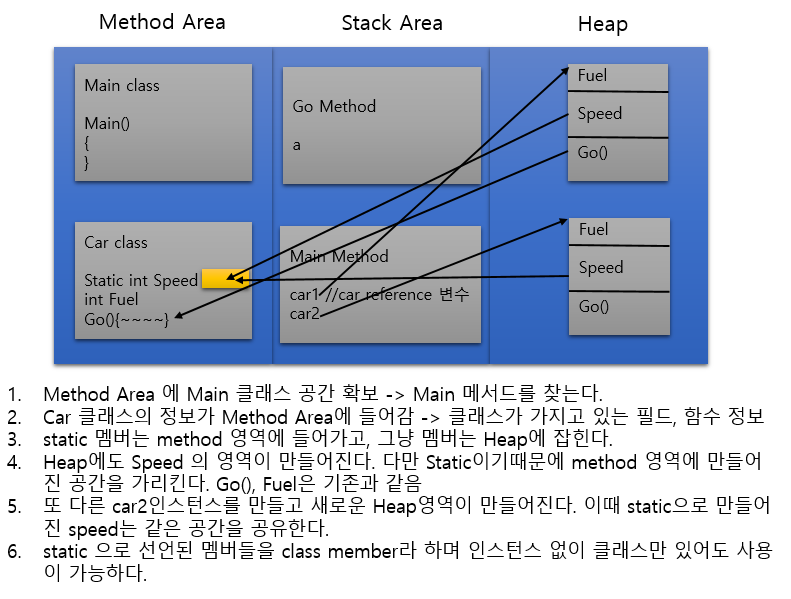 Method Area
Stack Area
Heap
Main class
Main()
{
}
Car class
Static int Speed
int Fuel
Go(){~~~~}
Go Method
a
Main Method
car1 //car reference 변수
car2
Fuel
Speed
Go()
Fuel
Speed
Go()
1. Method Area 에 Main 클래스 공간 확보 -> Main 메서드를 찾는다.
2. Car 클래스의 정보가 Method Area에 들어감 -> 클래스가 가지고 있는 필드, 함수 정보
3. static 멤버는 method 영역에 들어가고, 그냥 멤버는 Heap에 잡힌다.
4. Heap에도 Speed 의 영역이 만들어진다. 다만 Static이기때문에 method 영역에 만들어
진 공간을 가리킨다. Go(), Fuel은 기존과 같음
5. 또 다른 car2인스턴스를 만들고 새로운 Heap영역이 만들어진다. 이때 static으로 만들어
진 speed는 같은 공간을 공유한다.
6. static 으로 선언된 멤버들을 class member라 하며 인스턴스 없이 클래스만 있어도 사용
이 가능하다.